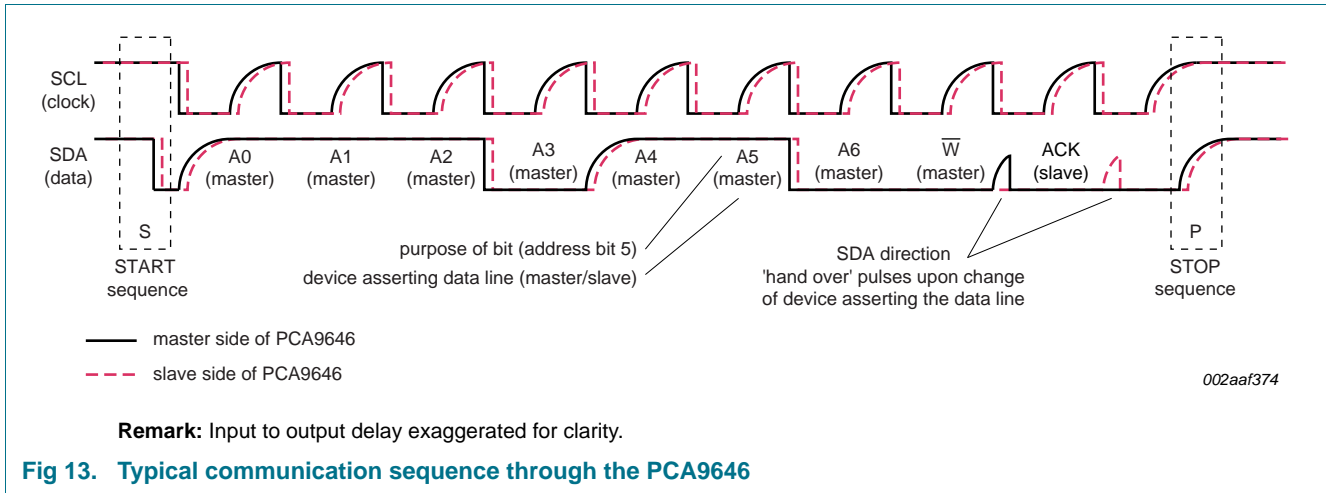 SCL
(clock)
SDA
(data)
A0
(master)
A1
(master)
A2
(master)
A3
(master)
A4
(master)
A5
(master)
A6
(master)
W̅
(master)
ACK
(slave)
S
START
sequence
purpose of bit (address bit 5)
device asserting data line (master/slave)
SDA direction
'hand over' pulses upon change
of device asserting the data line
P
STOP
sequence
master side of PCA9646
slave side of PCA9646
002aaf374
Remark: Input to output delay exaggerated for clarity.
Fig 13. Typical communication sequence through the PCA9646